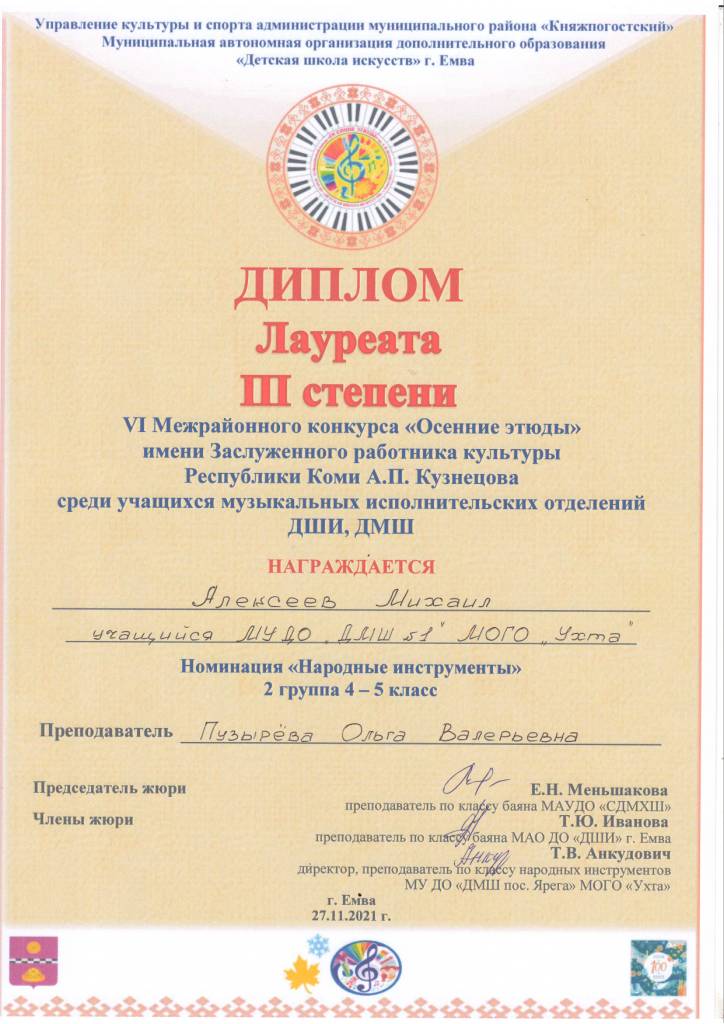 Управление культуры и спорта администрации муниципального района «Княжпогостский»
Муниципальная автономная организация дополнительного образования
«Детская школа искусств» г. Емва
ДИПЛОМ
Лауреата
III степени
VI Межрайонного конкурса «Осенние этюды»
имени Заслуженного работника культуры
Республики Коми А.П. Кузнецова
среди учащихся музыкальных исполнительских отделений
ДШИ, ДМШ
НАГРАЖДАЕТСЯ
Алексеев Михаил
учащийся МУ ДО „ДМШ №1" МОГО „Ухта"
Номинация «Народные инструменты»
2 группа 4 – 5 класс
Преподаватель Пузырёва Ольга Валерьевна
Председатель жюри Е.Н. Меньшакова
преподаватель по классу баяна МАУДО «СДМХШ»
Члены жюри Т.Ю. Иванова
преподаватель по классу баяна МАО ДО «ДШИ» г. Емва
Т.В. Анкудович
директор, преподаватель по классу народных инструментов
МУ ДО «ДМШ пос. Ярега» МОГО «Ухта»
г. Емва
27.11.2021 г.
100